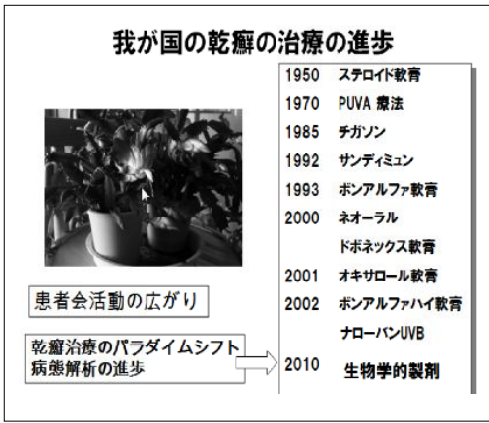 我が国の乾癬の治療の進歩
1950 ステロイド軟膏
1970 PUVA 療法
1985 チガソン
1992 サンディミュン
1993 ボンアルファ軟膏
2000 ネオーラル
ドボネックス軟膏
2001 オキサロール軟膏
2002 ボンアルファハイ軟膏
ナローバンUVB
2010 生物学的製剤
患者会活動の広がり
乾癬治療のパラダイムシフト
病態解析の進歩